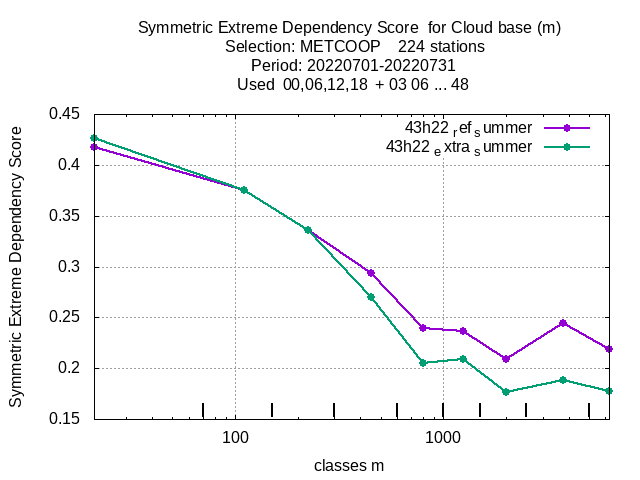 Symmetric Extreme Dependency Score for Cloud base (m)
Selection: METCOOP 224 stations
Period: 20220701-20220731
Used 00,06,12,18 + 03 06 ... 48
43h22 ref summer
43h22 extra summer
0.45
0.4
0.35
0.3
0.25
0.2
0.15
Symmetric Extreme Dependency Score
100
1000
classes m